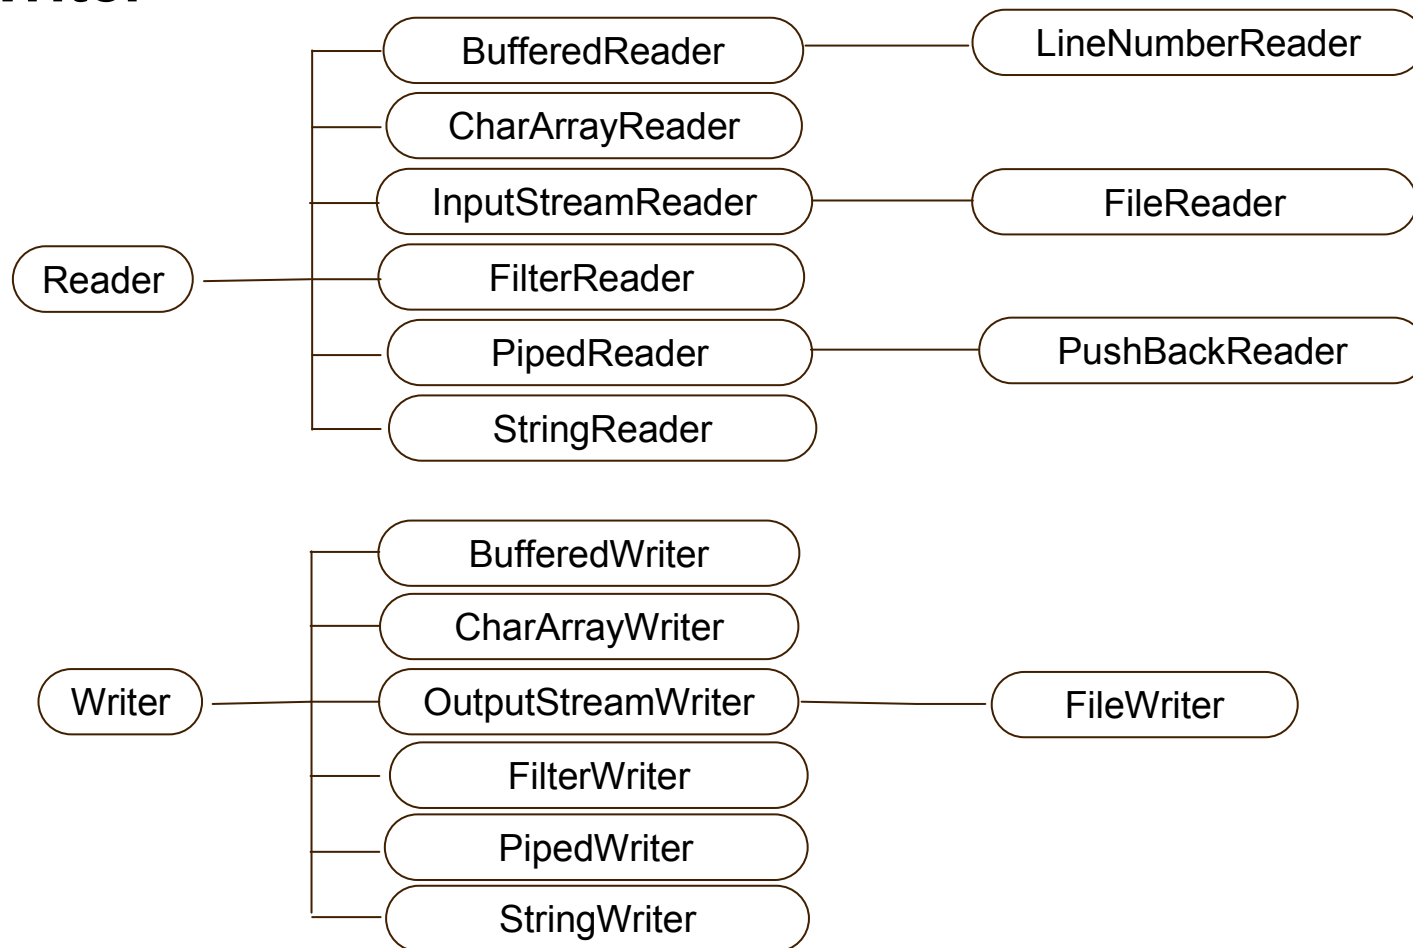 BufferedReader
LineNumberReader
CharArrayReader
InputStreamReader
FileReader
Reader
FilterReader
PipedReader
PushBackReader
StringReader
BufferedWriter
CharArrayWriter
Writer
OutputStreamWriter
FileWriter
FilterWriter
PipedWriter
StringWriter